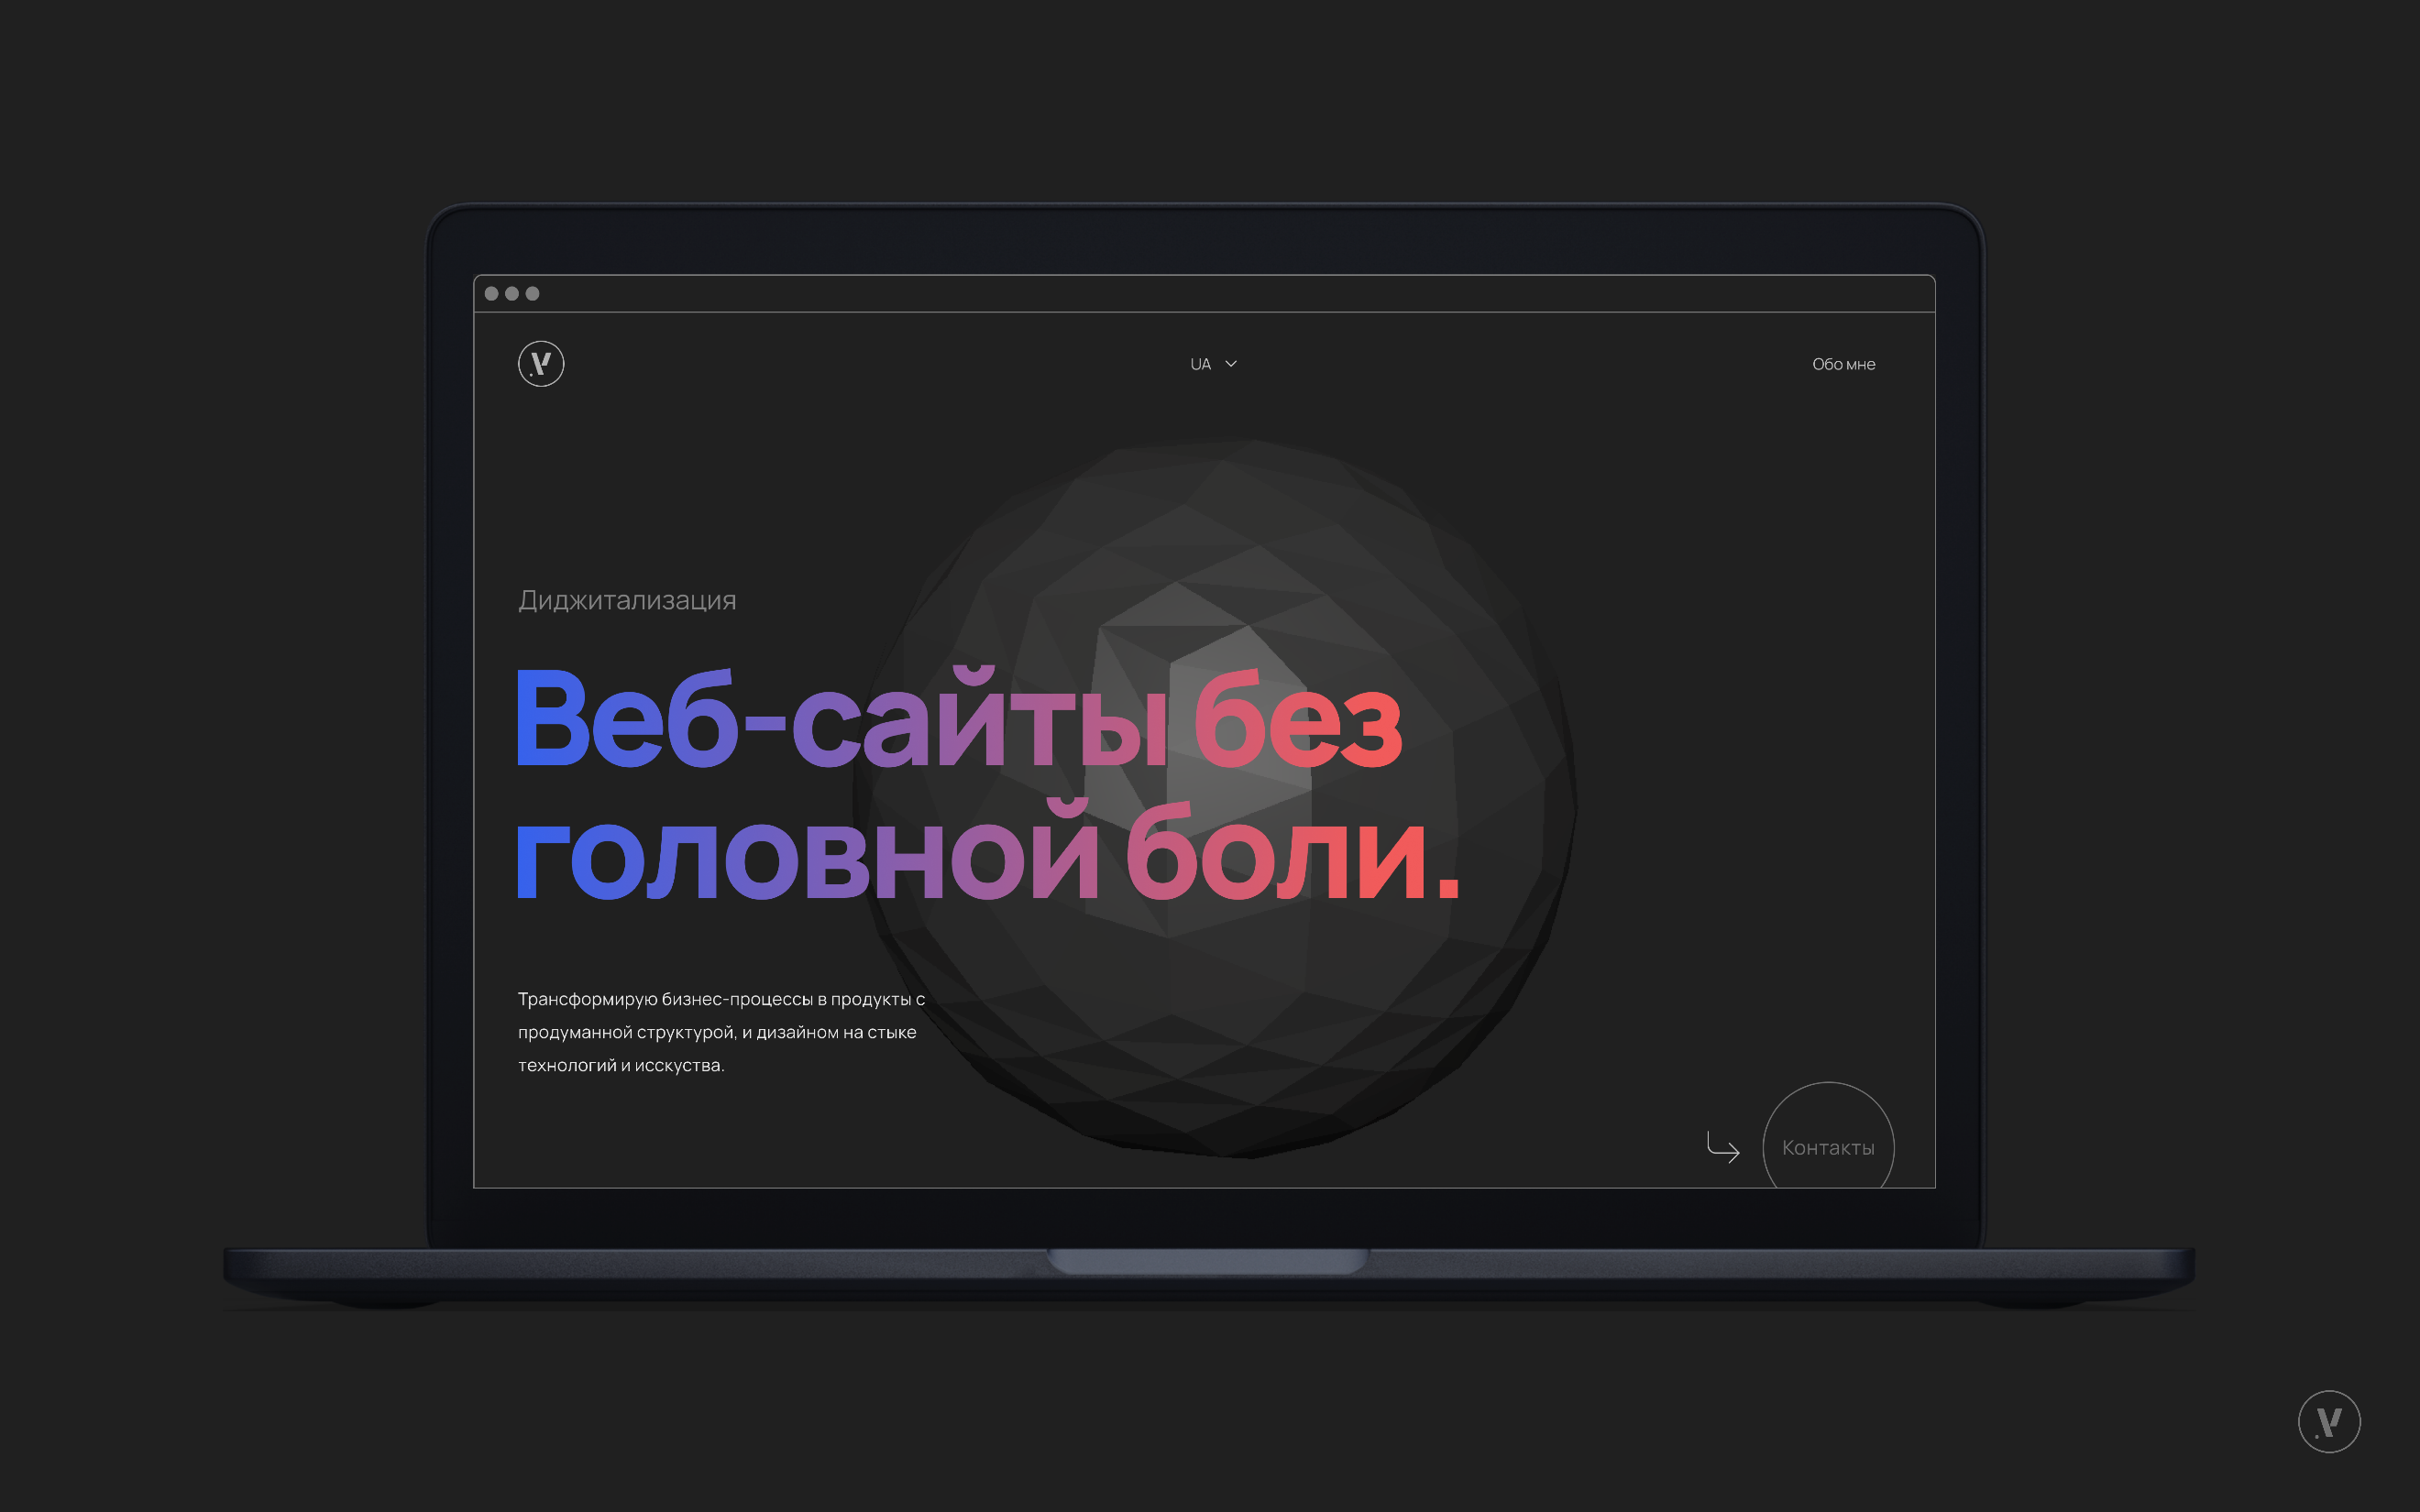 UA
Обо мне
Диджитализация
Веб-сайты без
головной боли.
Трансформирую бизнес-процессы в продукты с
продуманной структурой, и дизайном на стыке
технологий и исскуства.
Контакты